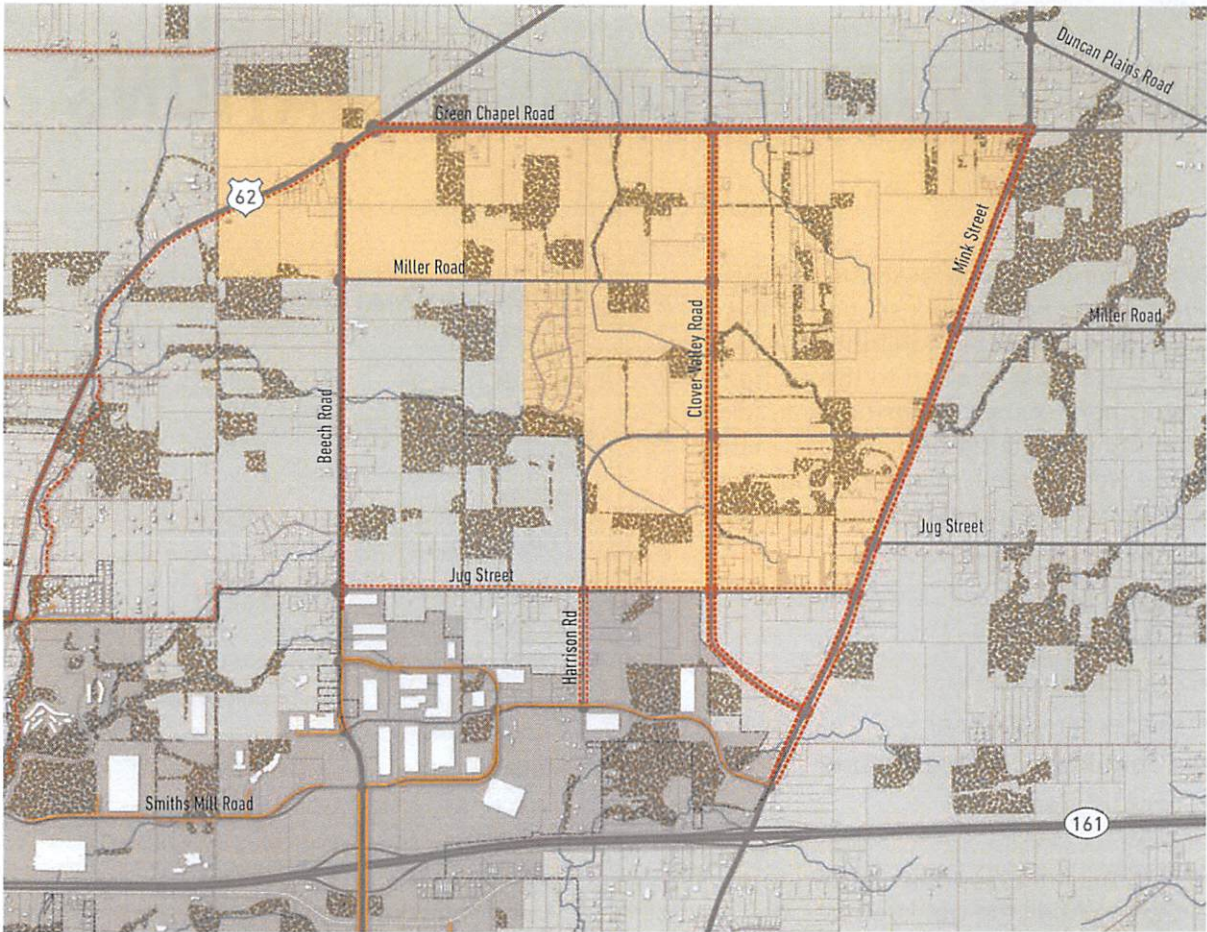 Duncan Plains Road
Green Chapel Road
62
Mink Street
Miller Road
Miller Road
Clover Valley Road
Beech Road
Jug Street
Jug Street
Harrison Rd
Smiths Mill Road
161